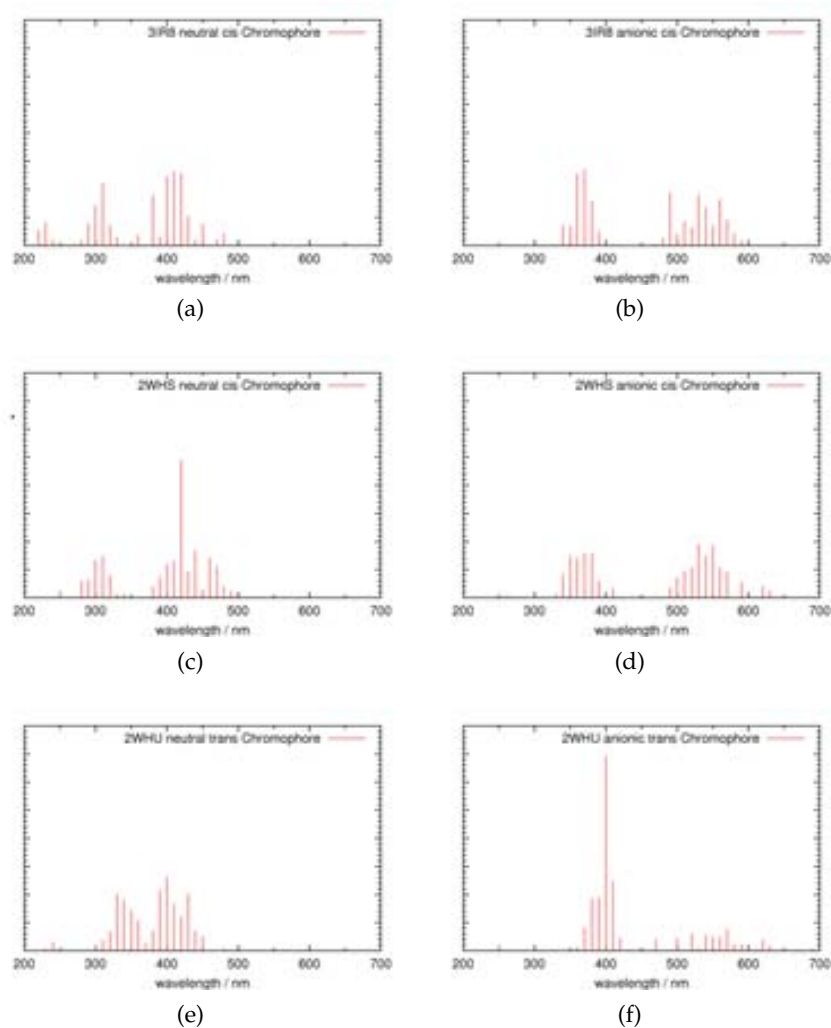 3IR8 neutral cis Chromophore
200 300 400 500 600 700
wavelength / nm
(a)
3IR8 anionic cis Chromophore
200 300 400 500 600 700
wavelength / nm
(b)
2WHS neutral cis Chromophore
200 300 400 500 600 700
wavelength / nm
(c)
2WHS anionic cis Chromophore
200 300 400 500 600 700
wavelength / nm
(d)
2WHU neutral trans Chromophore
200 300 400 500 600 700
wavelength / nm
(e)
2WHU anionic trans Chromophore
200 300 400 500 600 700
wavelength / nm
(f)